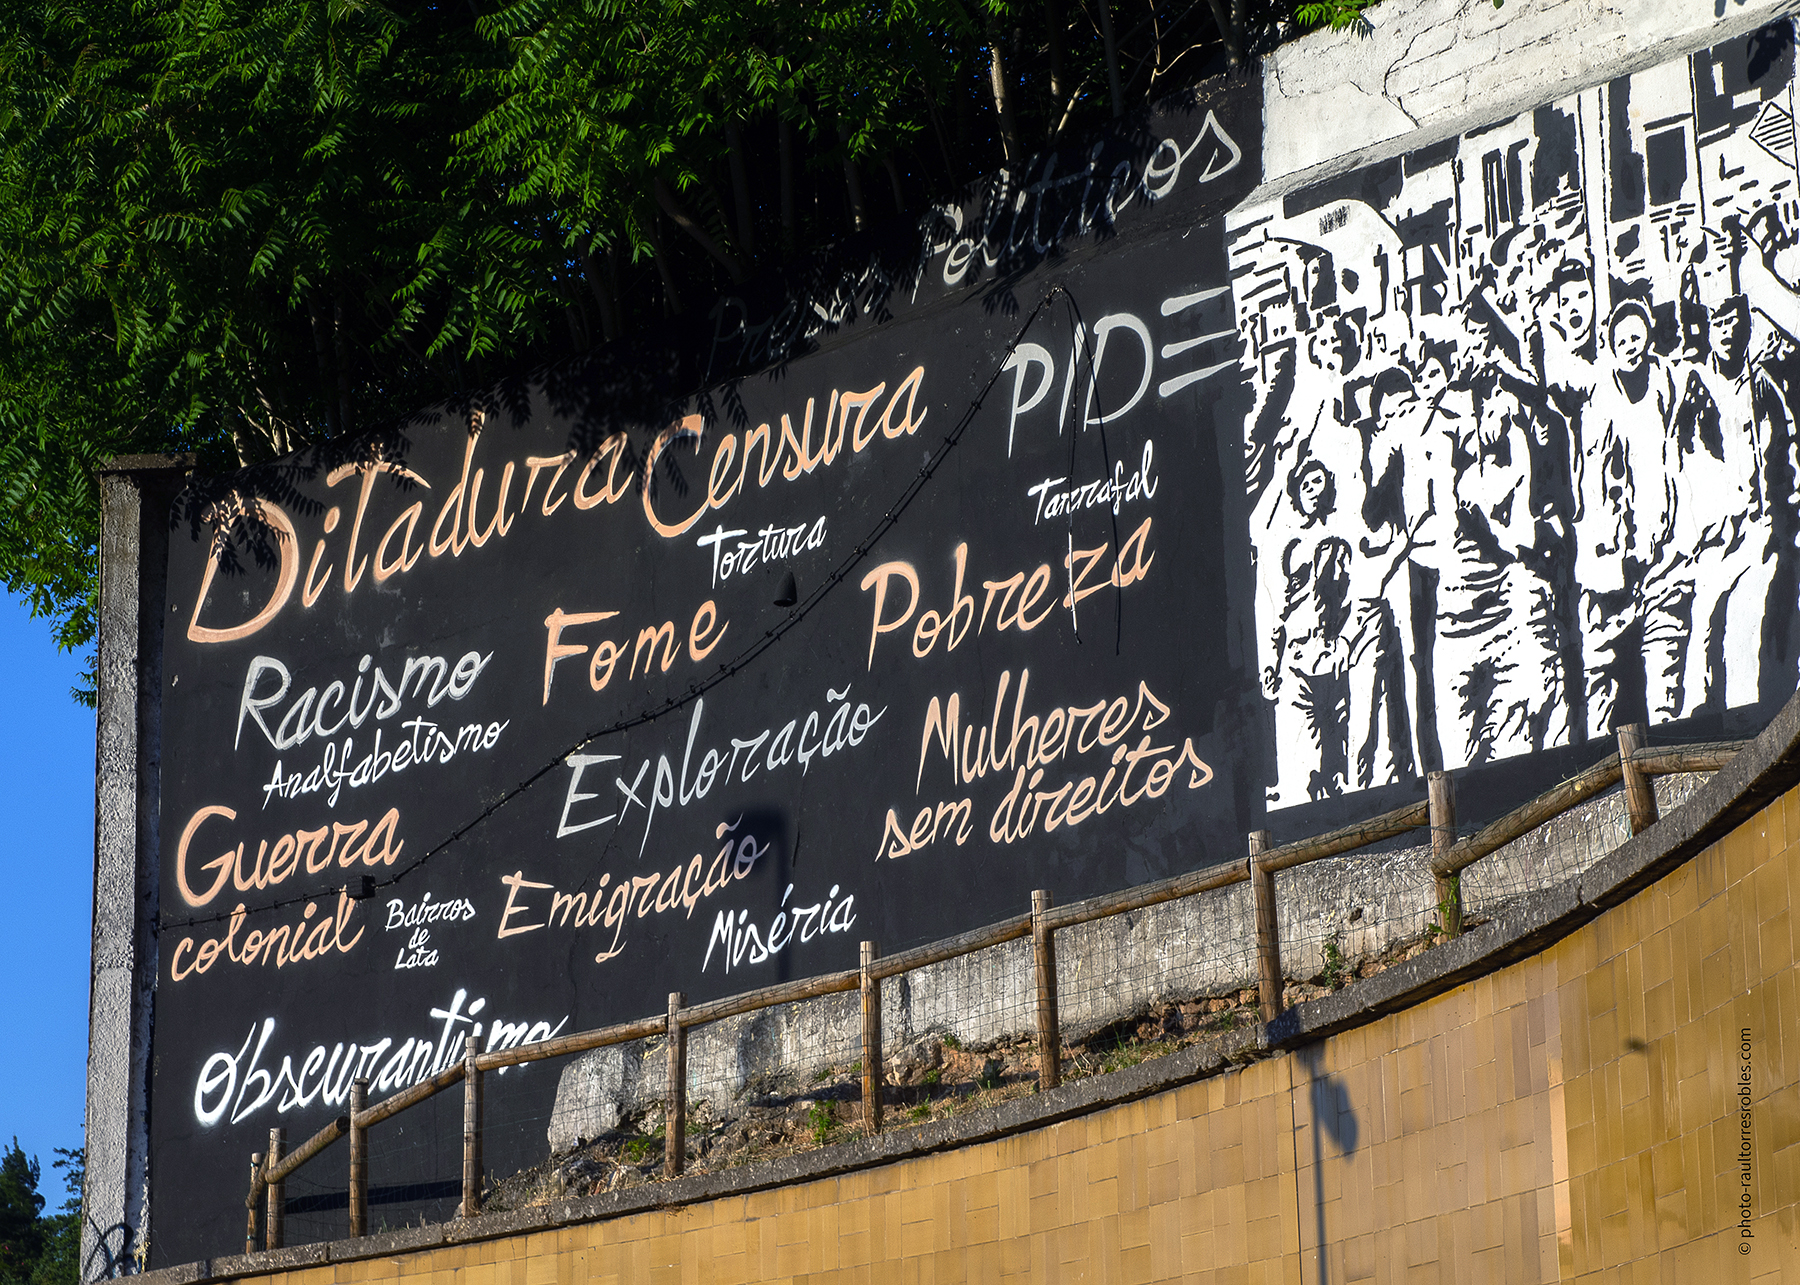 Presos Políticos
Ditadura Censura PIDE
Tortura Tarrafal
Racismo Fome Pobreza
Analfabetismo Exploração Mulheres
sem direitos
Guerra
colonial Bairros
de
Lata Emigração
Miséria
Obscurantismo
© photo-raultorresrobles.com